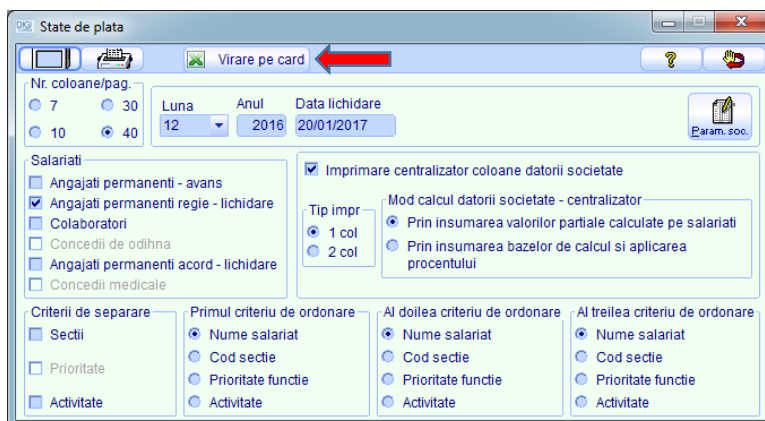 State de plata
Virare pe card
Nr. coloane/pag.
7 30
10 40
Luna Anul Data lichidare
12 2016 20/01/2017
Param. soc.
Salariati
Angajati permanenti - avans
Angajati permanenti regie - lichidare
Colaboratori
Concedii de odihna
Angajati permanenti acord - lichidare
Concedii medicale
Imprimare centralizator coloane datorii societate
Tip impr
1 col
2 col
Mod calcul datorii societate - centralizator
Prin insumarea valorilor partiale calculate pe salariati
Prin insumarea bazelor de calcul si aplicarea
procentului
Criterii de separare
Sectii
Prioritate
Activitate
Primul criteriu de ordonare
Nume salariat
Cod sectie
Prioritate functie
Activitate
Al doilea criteriu de ordonare
Nume salariat
Cod sectie
Prioritate functie
Activitate
Al treilea criteriu de ordonare
Nume salariat
Cod sectie
Prioritate functie
Activitate